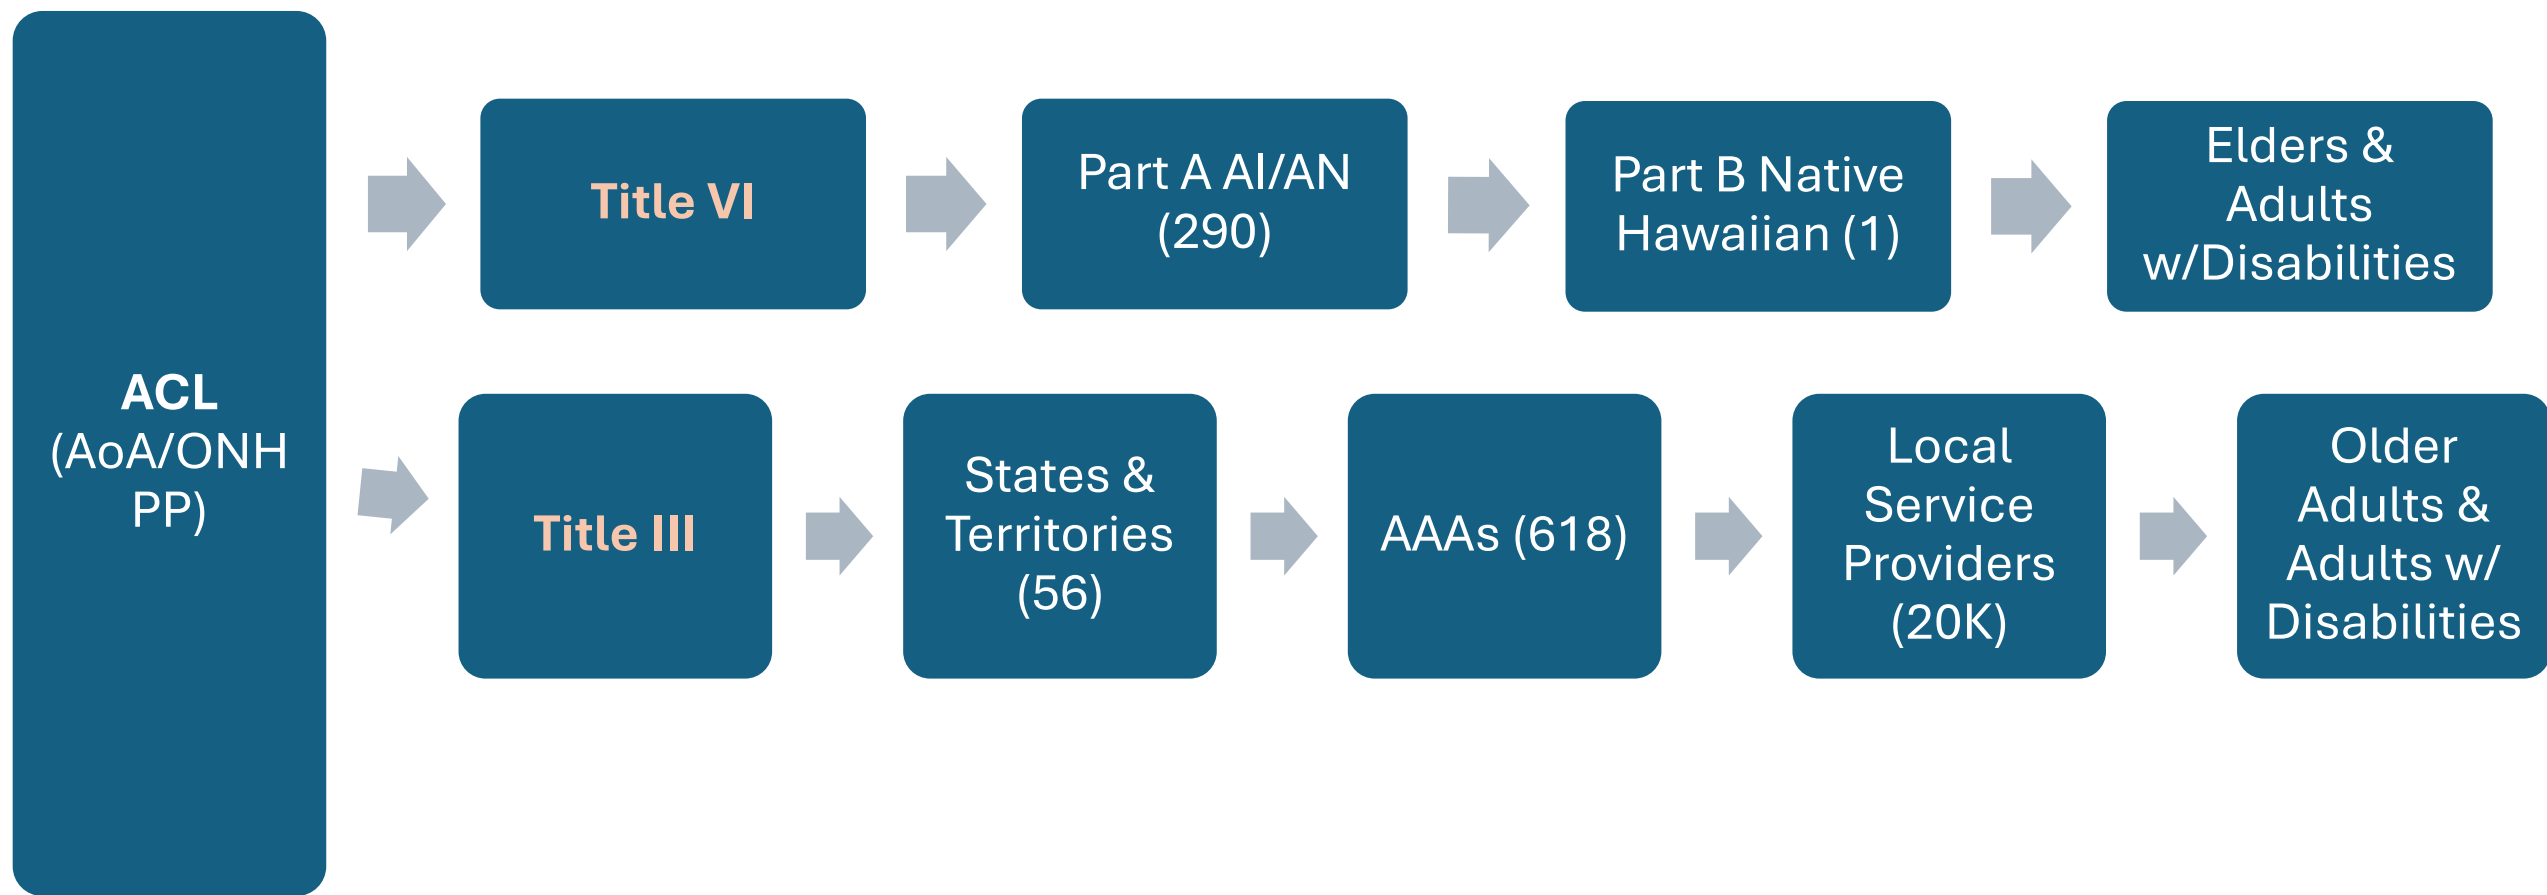 ACL
(AoA/ONH
PP)
Title VI
Part A AI/AN
(290)
Part B Native
Hawaiian (1)
Elders &
Adults
w/Disabilities
Title III
States &
Territories
(56)
AAAs (618)
Local
Service
Providers
(20K)
Older
Adults &
Adults w/
Disabilities